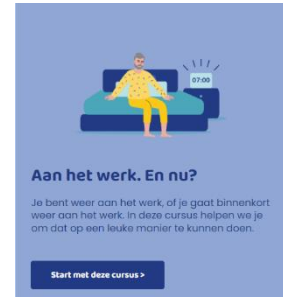 07:00
Aan het werk. En nu?
Je bent weer aan het werk, of je gaat binnenkort
weer aan het werk. In deze cursus helpen we je
om dat op een leuke manier te kunnen doen.
Start met deze cursus >